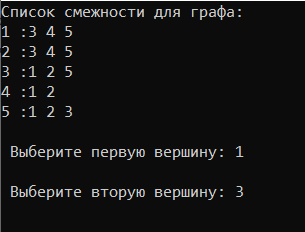 Список смежности для графа:
1 :3 4 5
2 :3 4 5
3 :1 2 5
4 :1 2
5 :1 2 3
Выберите первую вершину: 1
Выберите вторую вершину: 3